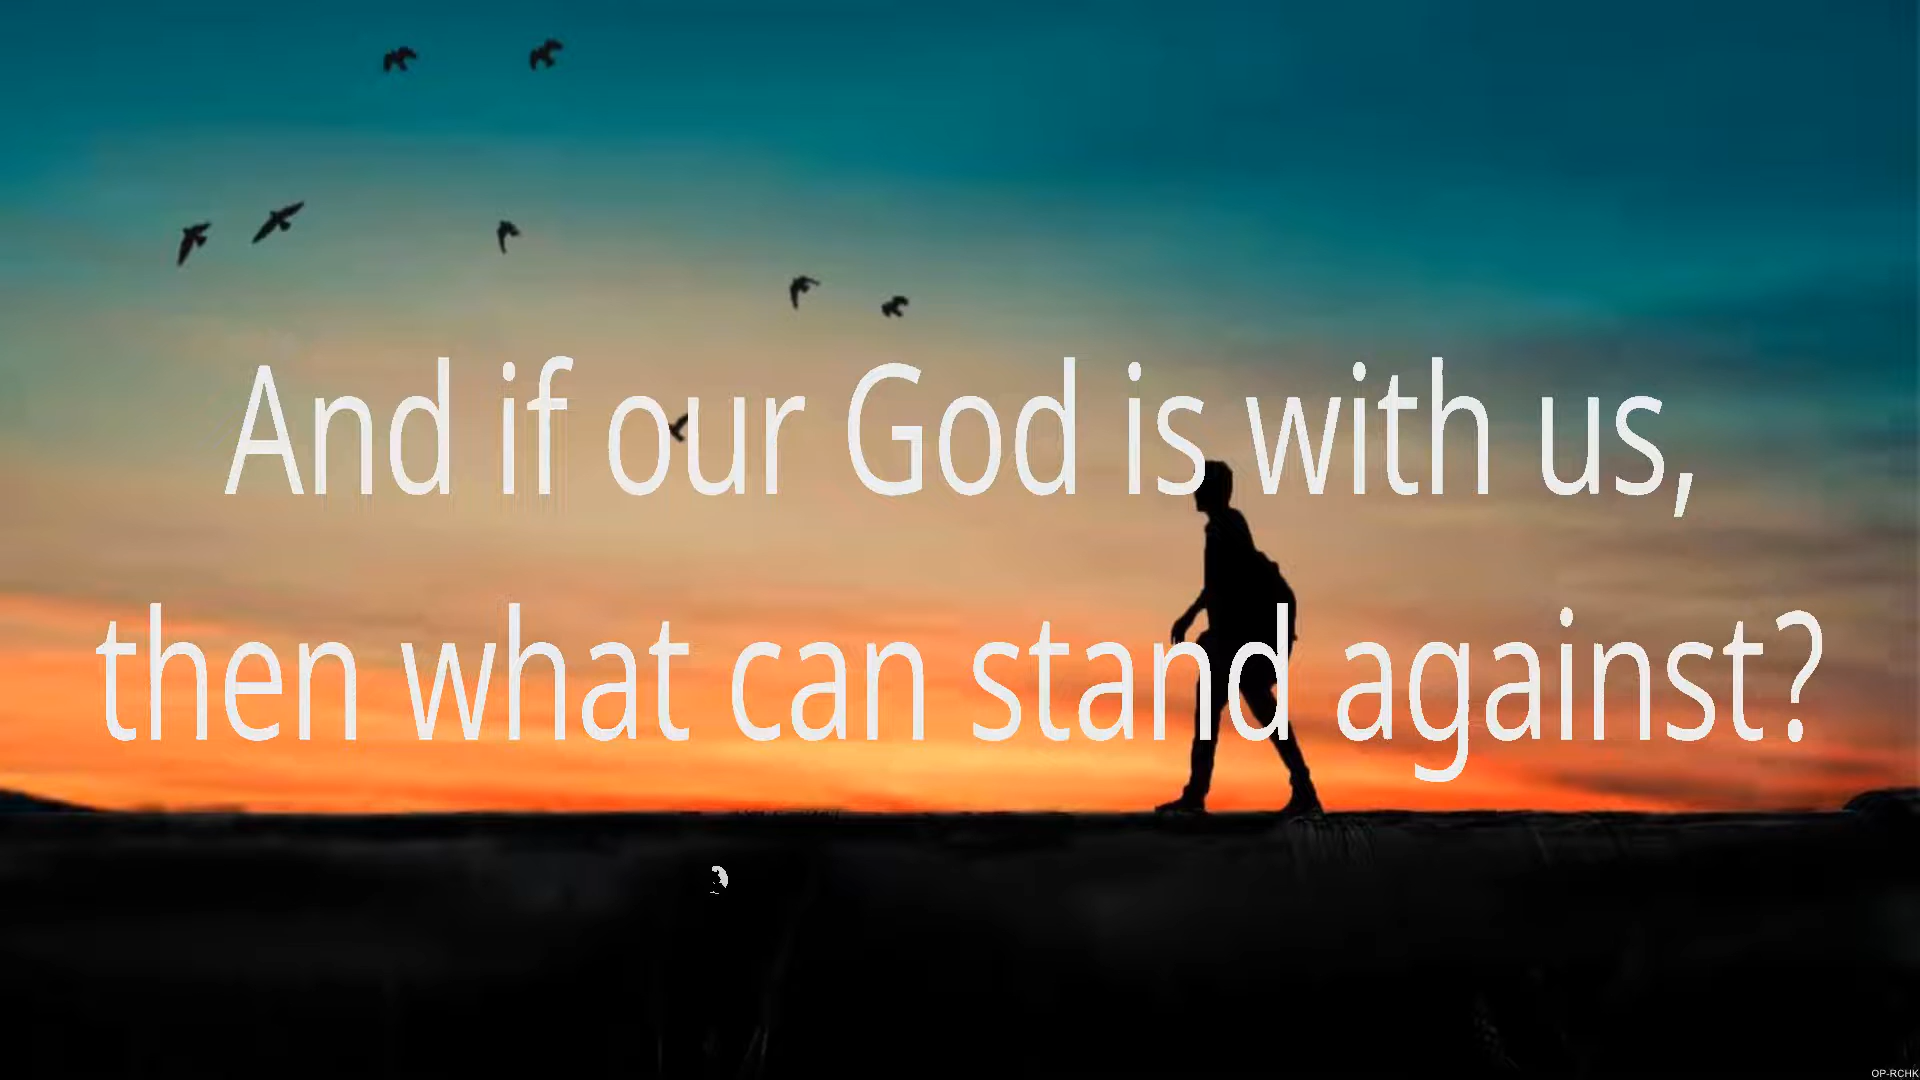 And if our God is with us,
then what can stand against?
OP-RCHK